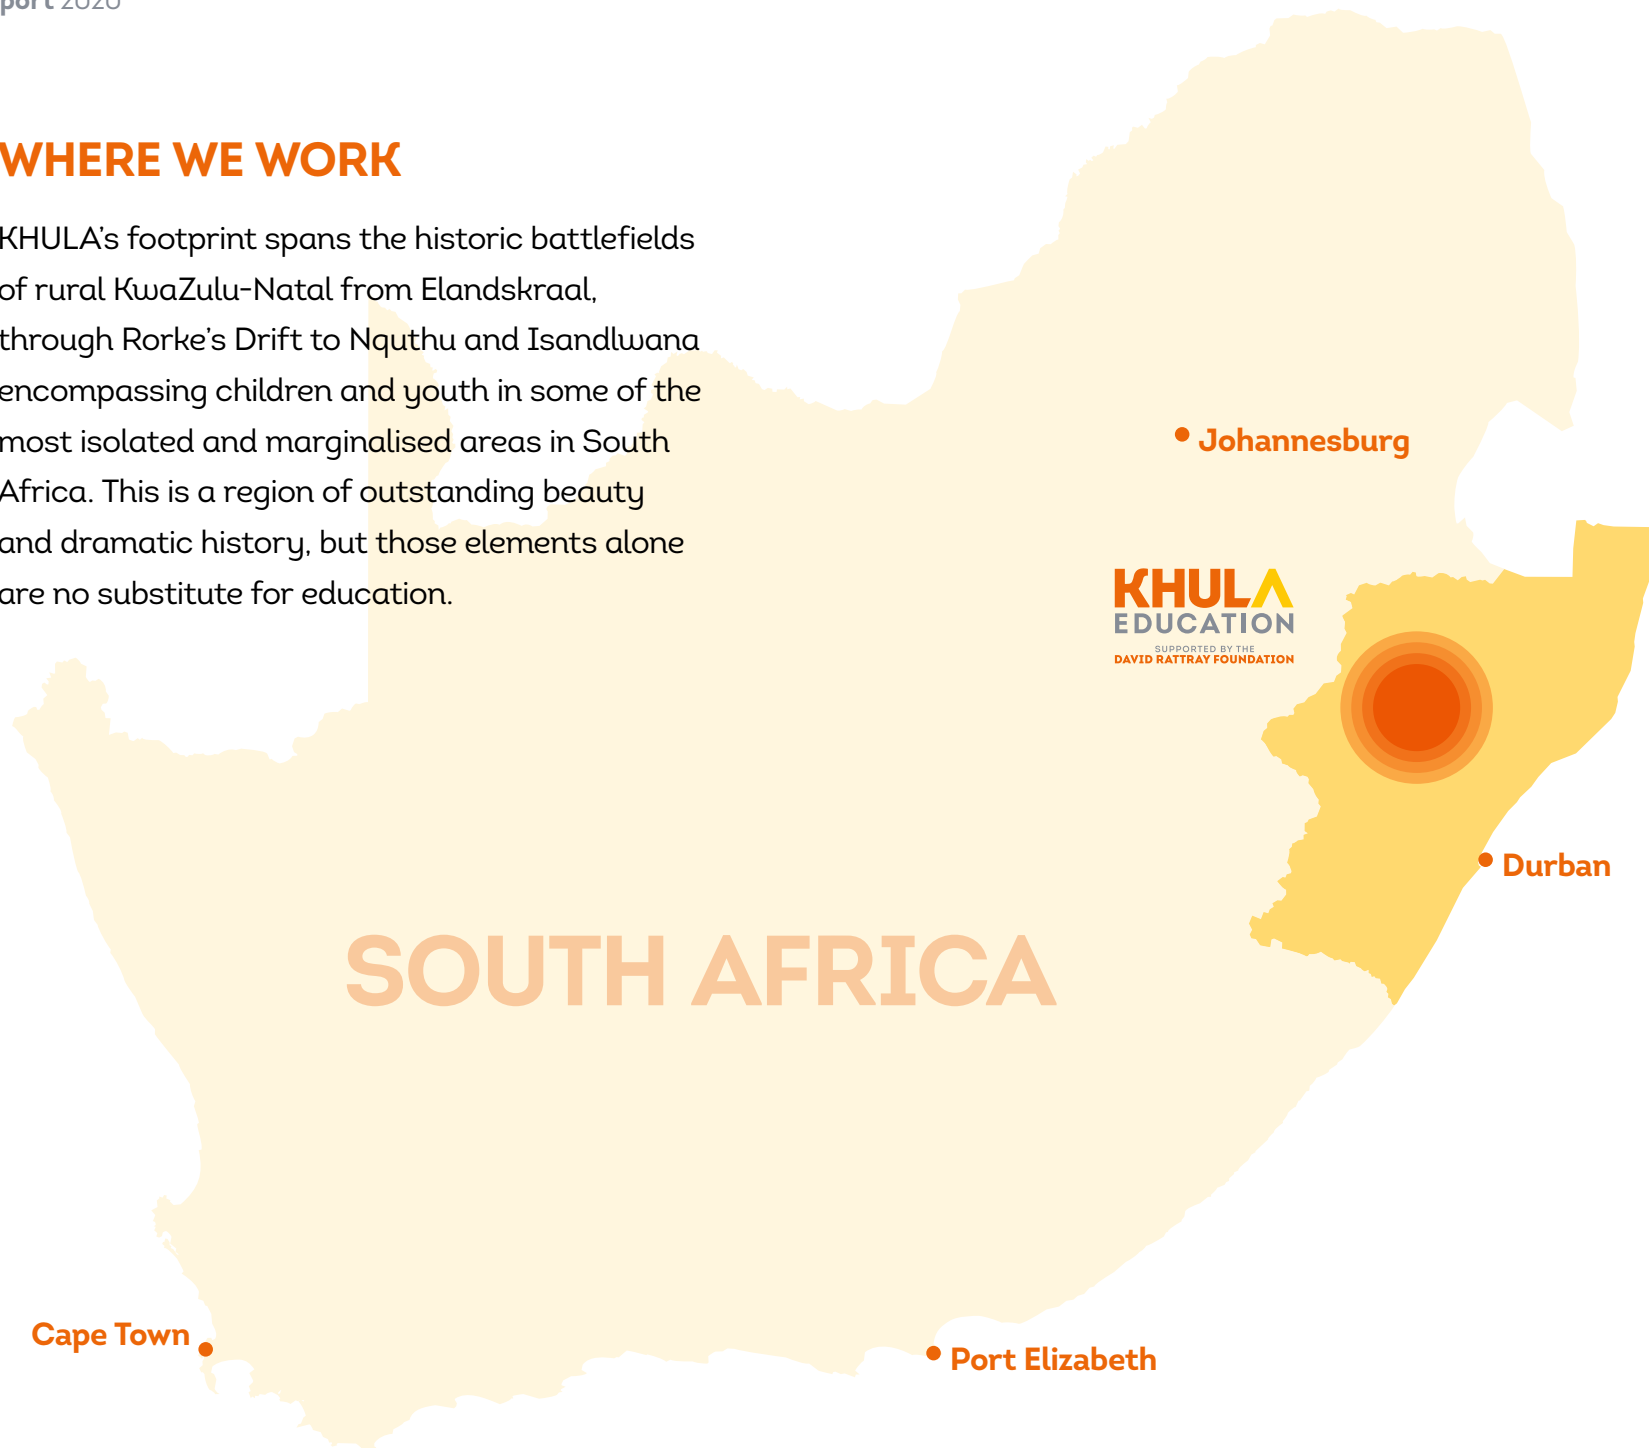 port 2020
WHERE WE WORK
KHULA’s footprint spans the historic battlefields
of rural KwaZulu-Natal from Elandskraal,
through Rorke’s Drift to Nquthu and Isandlwana
encompassing children and youth in some of the
most isolated and marginalised areas in South
Africa. This is a region of outstanding beauty
and dramatic history, but those elements alone
are no substitute for education.
Johannesburg
KHULA
EDUCATION
SUPPORTED BY THE
DAVID RATTRAY FOUNDATION
Durban
SOUTH AFRICA
Cape Town
Port Elizabeth